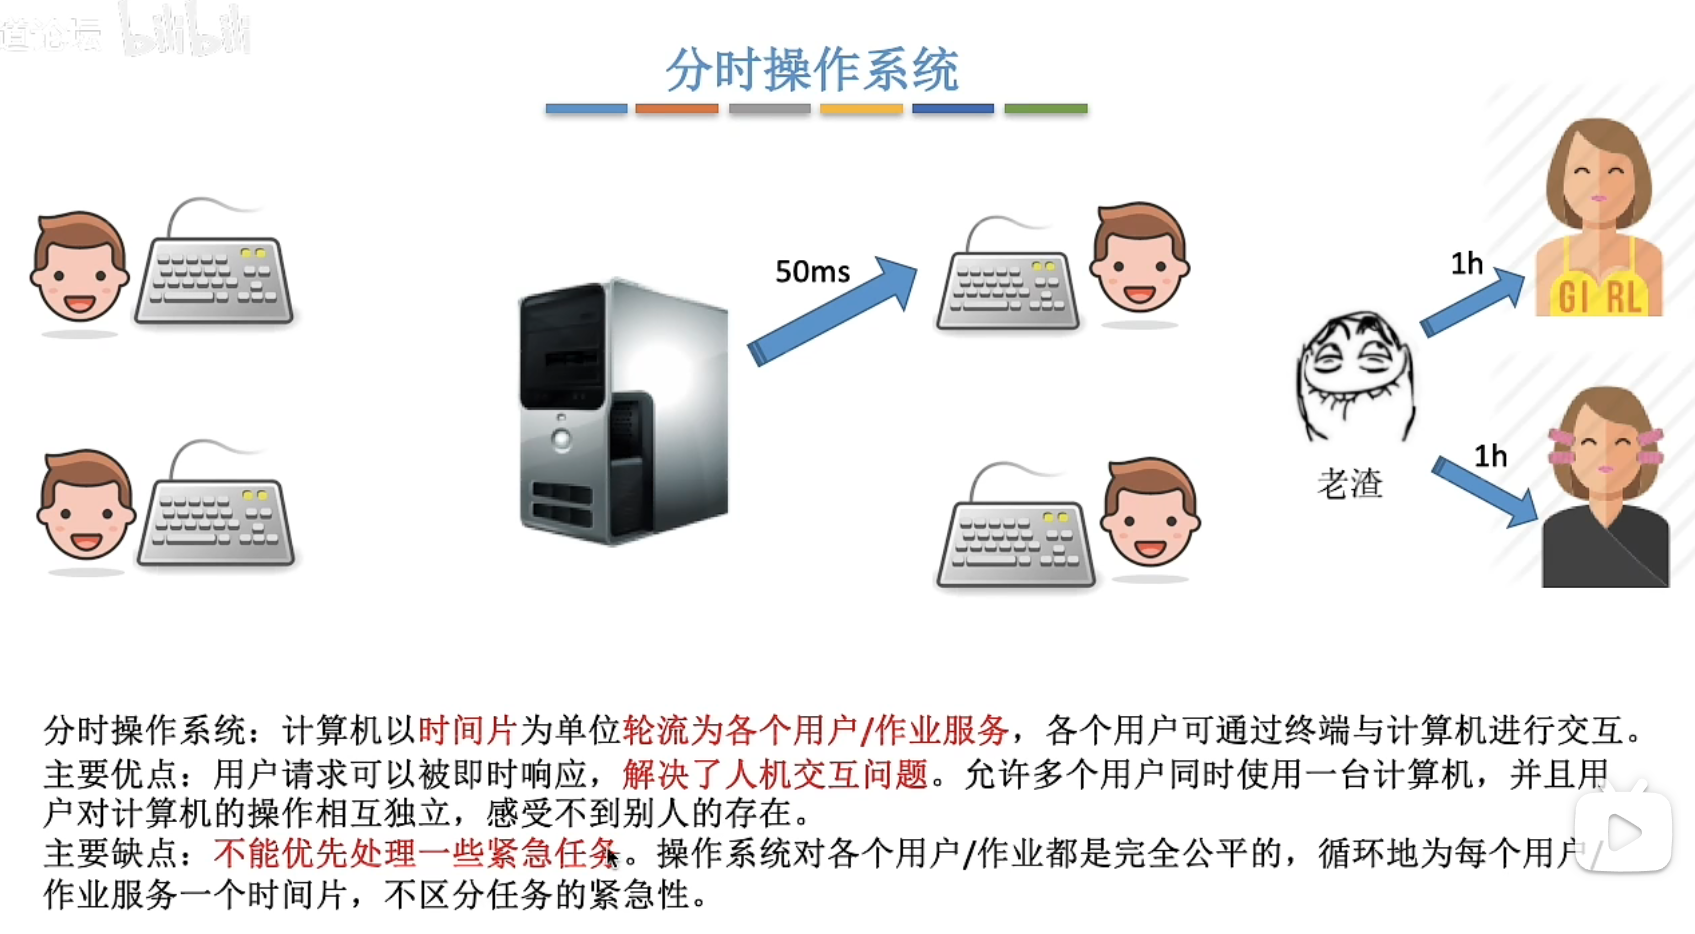 道论坛 bilibili
分时操作系统
50ms
1h
GIRL
1h
老渣
分时操作系统：计算机以时间片为单位轮流为各个用户/作业服务，各个用户可通过终端与计算机进行交互。
主要优点：用户请求可以被即时响应，解决了人机交互问题。允许多个用户同时使用一台计算机，并且用
户对计算机的操作相互独立，感受不到别人的存在。
主要缺点：不能优先处理一些紧急任务。操作系统对各个用户/作业都是完全公平的，循环地为每个用户/
作业服务一个时间片，不区分任务的紧急性。